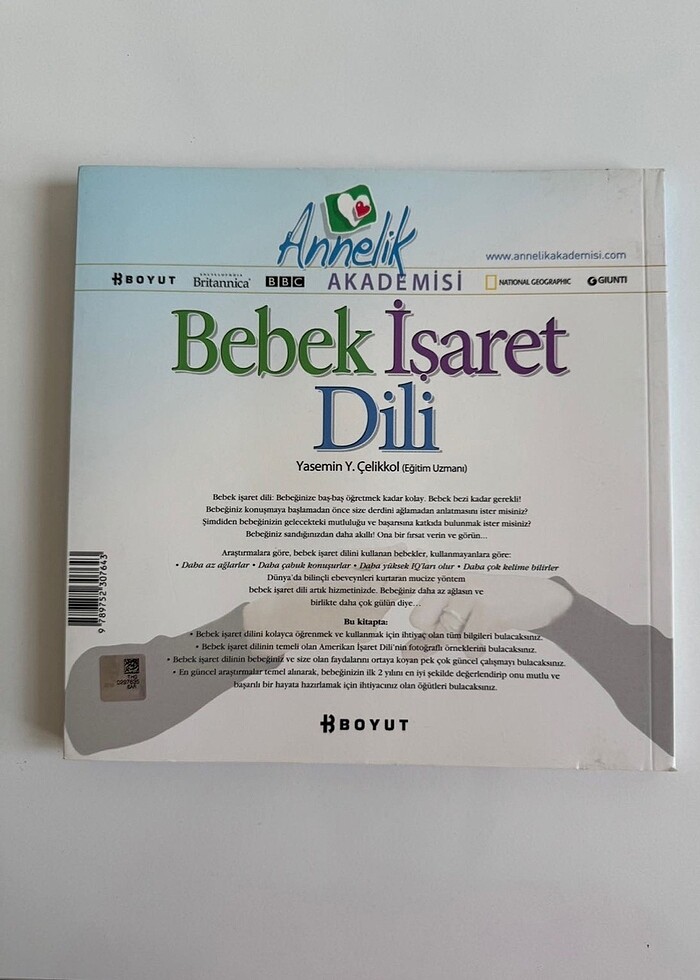 Annelik
www.annelikakademisi.com
BOYUT ENCYCLOPÆDIA Britannica® BBC AKADEMİSİ NATIONAL GEOGRAPHIC GIUNTI
Bebek İşaret
Dili
Yasemin Y. Çelikkol (Eğitim Uzmanı)
Bebek işaret dili: Bebeğinize baş-baş öğretmek kadar kolay. Bebek bezi kadar gerekli!
Bebeğiniz konuşmaya başlamadan önce size derdini ağlamadan anlatmasını ister misiniz?
Şimdiden bebeğinizin gelecekteki mutluluğu ve başarısına katkıda bulunmak ister misiniz?
Bebeğiniz sandığınızdan daha akıllı! Ona bir fırsat verin ve görün...
Araştırmalara göre, bebek işaret dilini kullanan bebekler, kullanmayanlara göre:
• Daha az ağlarlar • Daha çabuk konuşurlar • Daha yüksek IQ'ları olur • Daha çok kelime bilirler
Dünya'da bilinçli ebeveynleri kurtaran mucize yöntem
bebek işaret dili artık hizmetinizde. Bebeğiniz daha az ağlasın ve
birlikte daha çok gülün diye...
Bu kitapta:
• Bebek işaret dilini kolayca öğrenmek ve kullanmak için ihtiyaç olan tüm bilgileri bulacaksınız.
• Bebek işaret dilinin temeli olan Amerikan İşaret Dili'nin fotoğraflı örneklerini bulacaksınız.
• Bebek işaret dilinin bebeğiniz ve size olan faydalarını ortaya koyan pek çok güncel çalışmayı bulacaksınız.
• En güncel araştırmalar temel alınarak, bebeğinizin ilk 2 yılını en iyi şekilde değerlendirip onu mutlu ve
başarılı bir hayata hazırlamak için ihtiyacınız olan öğütleri bulacaksınız.
BOYUT
9 789752 307643